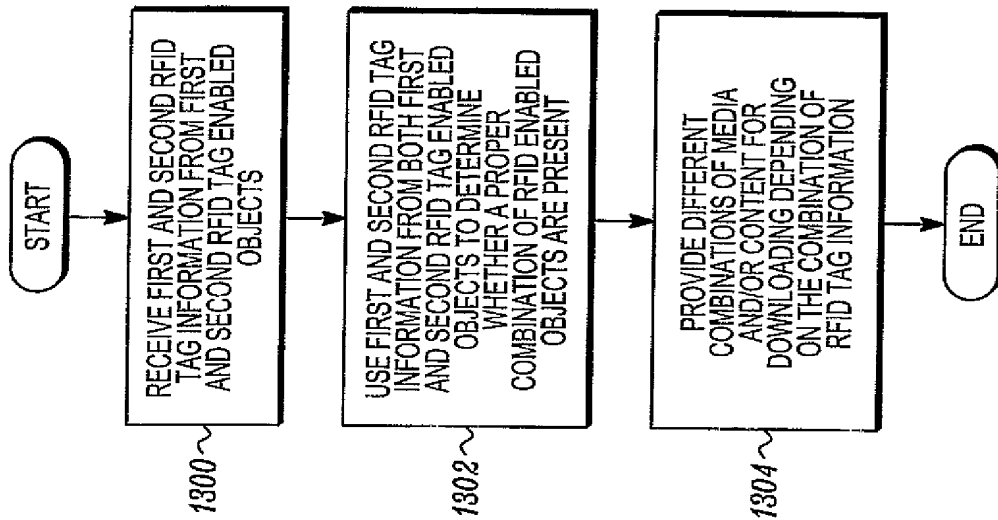 START
RECEIVE FIRST AND SECOND RFID
TAG INFORMATION FROM FIRST
AND SECOND RFID TAG ENABLED
OBJECTS
1300
USE FIRST AND SECOND RFID TAG
INFORMATION FROM BOTH FIRST
AND SECOND RFID TAG ENABLED
OBJECTS TO DETERMINE
WHETHER A PROPER
COMBINATION OF RFID ENABLED
OBJECTS ARE PRESENT
1302
PROVIDE DIFFERENT
COMBINATIONS OF MEDIA
AND/OR CONTENT FOR
DOWNLOADING DEPENDING
ON THE COMBINATION OF
RFID TAG INFORMATION
1304
END